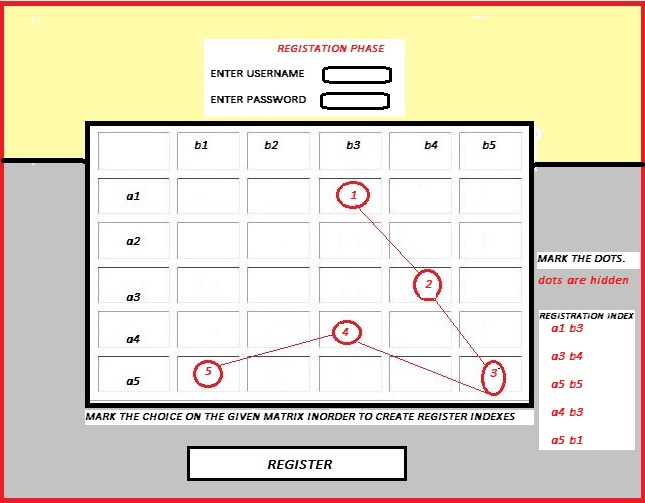 REGISTATION PHASE
ENTER USERNAME
ENTER PASSWORD
b1 b2 b3 b4 b5
a1 1
a2
a3 2
a4 4
a5 5 3
MARK THE DOTS.
dots are hidden
REGISTRATION INDEX
a1 b3
a3 b4
a5 b5
a4 b3
a5 b1
MARK THE CHOICE ON THE GIVEN MATRIX INORDER TO CREATE REGISTER INDEXES
REGISTER